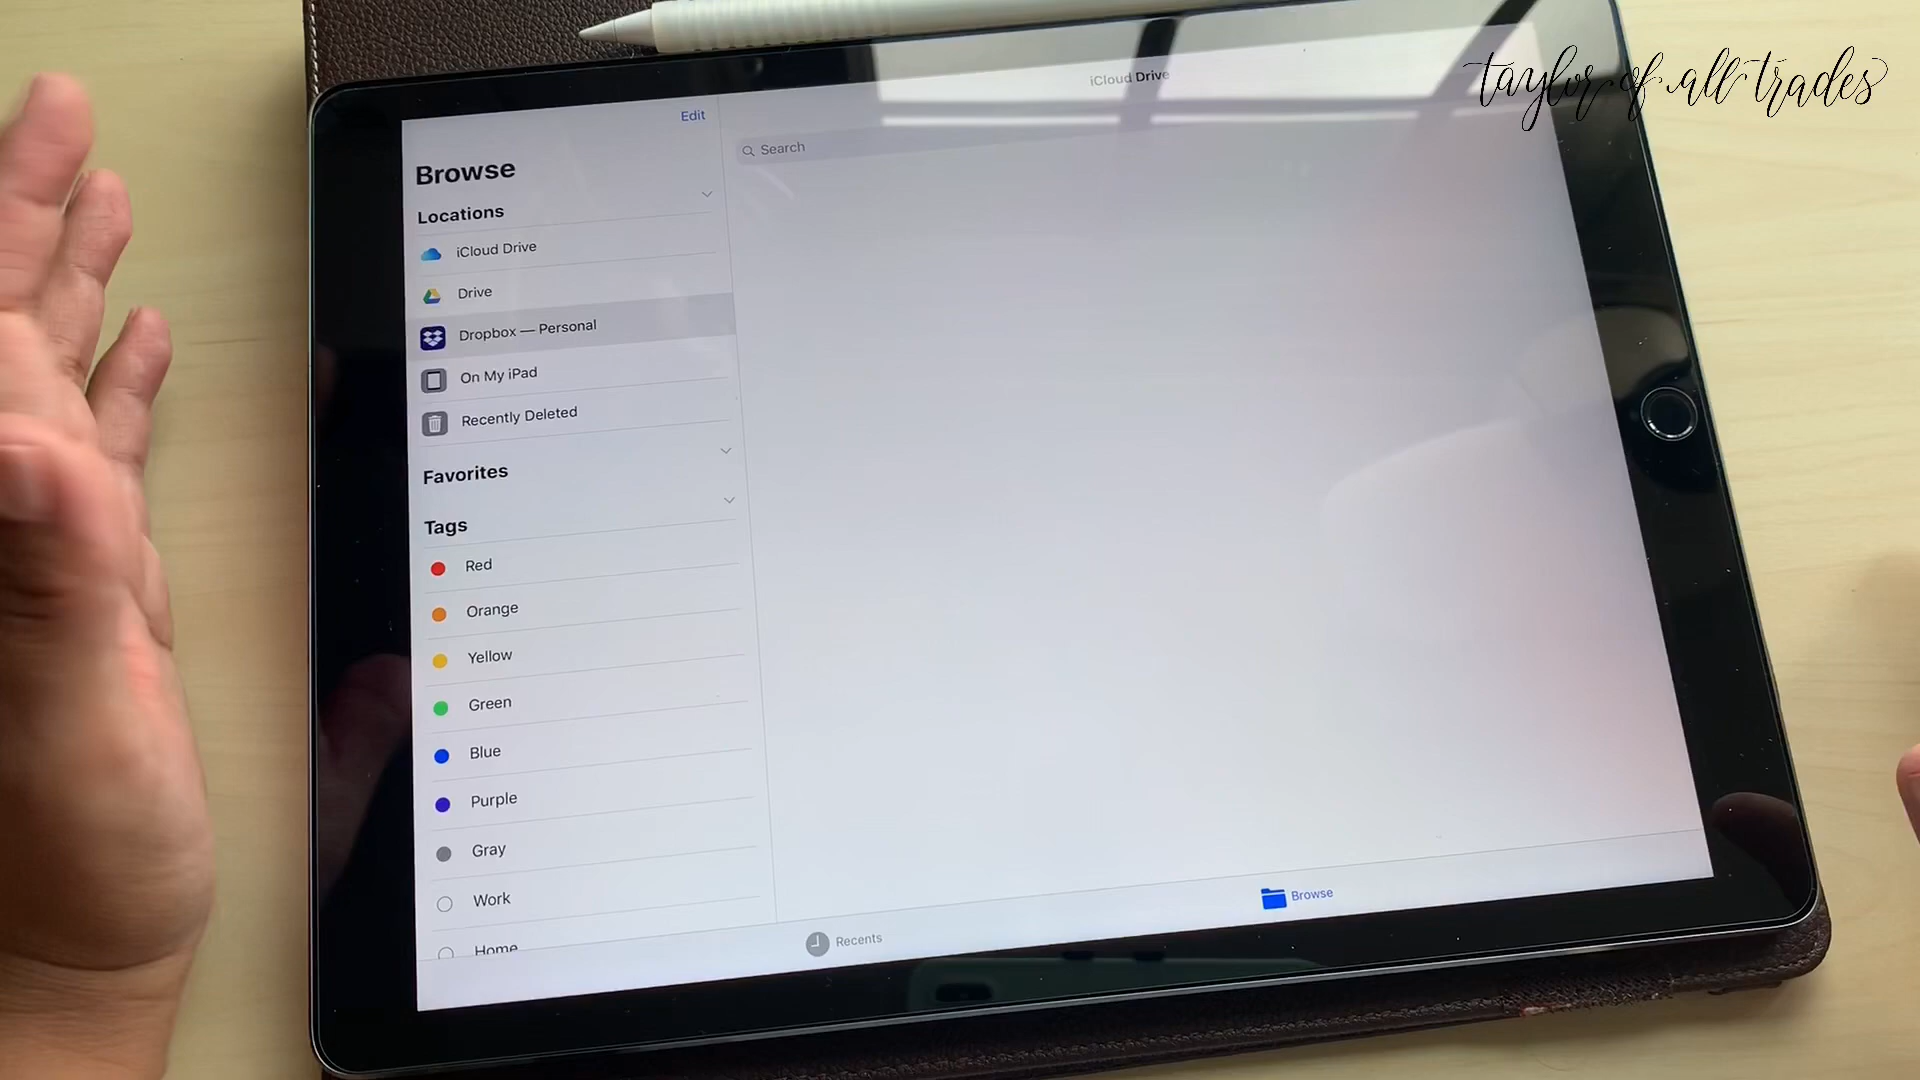 taylor of all trades
iCloud Drive
Edit
Search
Browse
Locations
iCloud Drive
Drive
Dropbox — Personal
On My iPad
Recently Deleted
Favorites
Tags
Red
Orange
Yellow
Green
Blue
Purple
Gray
Work
Home
Recents
Browse